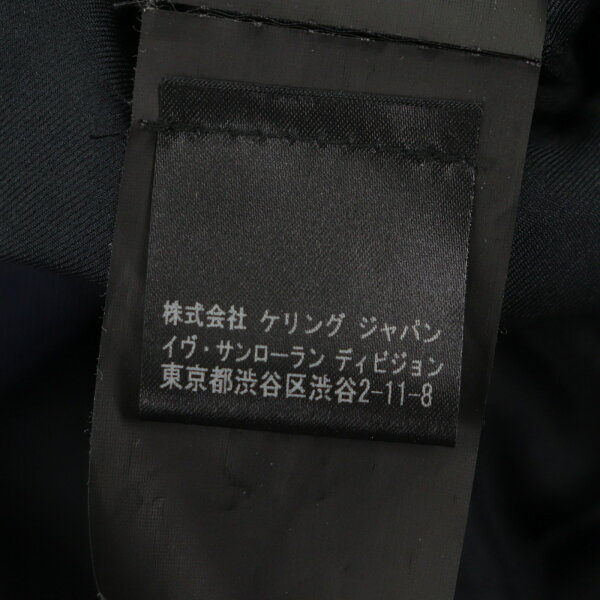 株式会社 ケリング ジャパン
イヴ・サンローラン ディビジョン
東京都渋谷区渋谷2-11-8